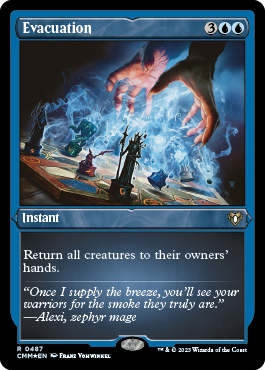 Evacuation 3
Instant
Return all creatures to their owners’
hands.
“Once I supply the breeze, you’ll see your
warriors for the smoke they truly are.”
—Alexi, zephyr mage
R 0487
CMM★EN Franz Vohwinkel ™ & © 2023 Wizards of the Coast